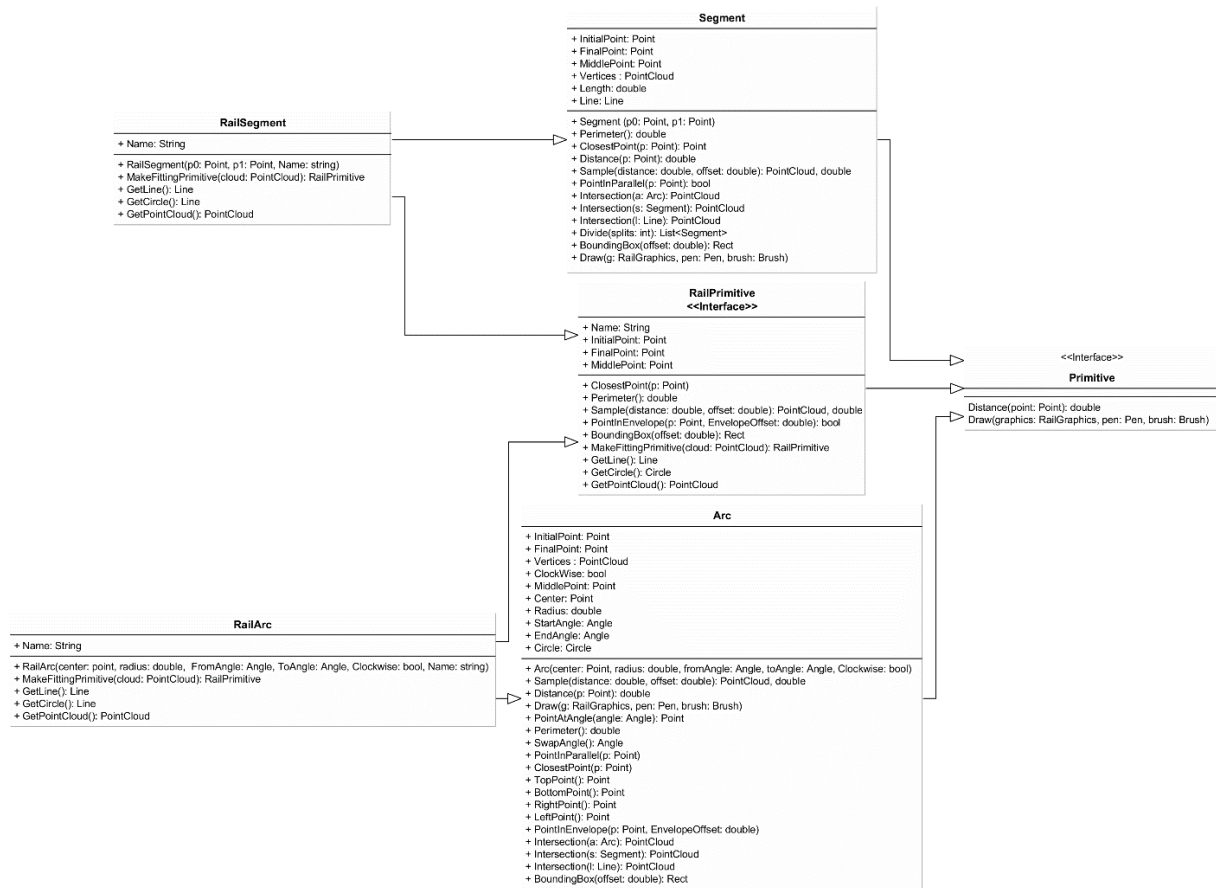 Segment
+ InitialPoint: Point
+ FinalPoint: Point
+ MiddlePoint: Point
+ Vertices : PointCloud
+ Length: double
+ Line: Line
+ Segment (p0: Point, p1: Point)
+ Perimeter(): double
+ ClosestPoint(p: Point): Point
+ Distance(p: Point): double
+ Sample(distance: double, offset: double): PointCloud, double
+ PointInParallel(p: Point): bool
+ Intersection(a: Arc): PointCloud
+ Intersection(s: Segment): PointCloud
+ Intersection(l: Line): PointCloud
+ Divide(splits: int): List<Segment>
+ BoundingBox(offset: double): Rect
+ Draw(g: RailGraphics, pen: Pen, brush: Brush)
RailSegment
+ Name: String
+ RailSegment(p0: Point, p1: Point, Name: string)
+ MakeFittingPrimitive(cloud: PointCloud): RailPrimitive
+ GetLine(): Line
+ GetCircle(): Line
+ GetPointCloud(): PointCloud
RailPrimitive
<<Interface>>
+ Name: String
+ InitialPoint: Point
+ FinalPoint: Point
+ MiddlePoint: Point
+ ClosestPoint(p: Point)
+ Perimeter(): double
+ Sample(distance: double, offset: double): PointCloud, double
+ PointInEnvelope(p: Point, EnvelopeOffset: double): bool
+ BoundingBox(offset: double): Rect
+ MakeFittingPrimitive(cloud: PointCloud): RailPrimitive
+ GetLine(): Line
+ GetCircle(): Circle
+ GetPointCloud(): PointCloud
<<Interface>>
Primitive
Distance(point: Point): double
Draw(graphics: RailGraphics, pen: Pen, brush: Brush)
Arc
+ InitialPoint: Point
+ FinalPoint: Point
+ Vertices : PointCloud
+ ClockWise: bool
+ MiddlePoint: Point
+ Center: Point
+ Radius: double
+ StartAngle: Angle
+ EndAngle: Angle
+ Circle: Circle
+ Arc(center: Point, radius: double, fromAngle: Angle, toAngle: Angle, Clockwise: bool)
+ Sample(distance: double, offset: double): PointCloud, double
+ Distance(p: Point): double
+ Draw(g: RailGraphics, pen: Pen, brush: Brush)
+ PointAtAngle(angle: Angle): Point
+ Perimeter(): double
+ SwapAngle(): Angle
+ PointInParallel(p: Point)
+ ClosestPoint(p: Point)
+ TopPoint(): Point
+ BottomPoint(): Point
+ RightPoint(): Point
+ LeftPoint(): Point
+ PointInEnvelope(p: Point, EnvelopeOffset: double)
+ Intersection(a: Arc): PointCloud
+ Intersection(s: Segment): PointCloud
+ Intersection(l: Line): PointCloud
+ BoundingBox(offset: double): Rect
RailArc
+ Name: String
+ RailArc(center: point, radius: double, FromAngle: Angle, ToAngle: Angle, Clockwise: bool, Name: string)
+ MakeFittingPrimitive(cloud: PointCloud): RailPrimitive
+ GetLine(): Line
+ GetCircle(): Line
+ GetPointCloud(): PointCloud